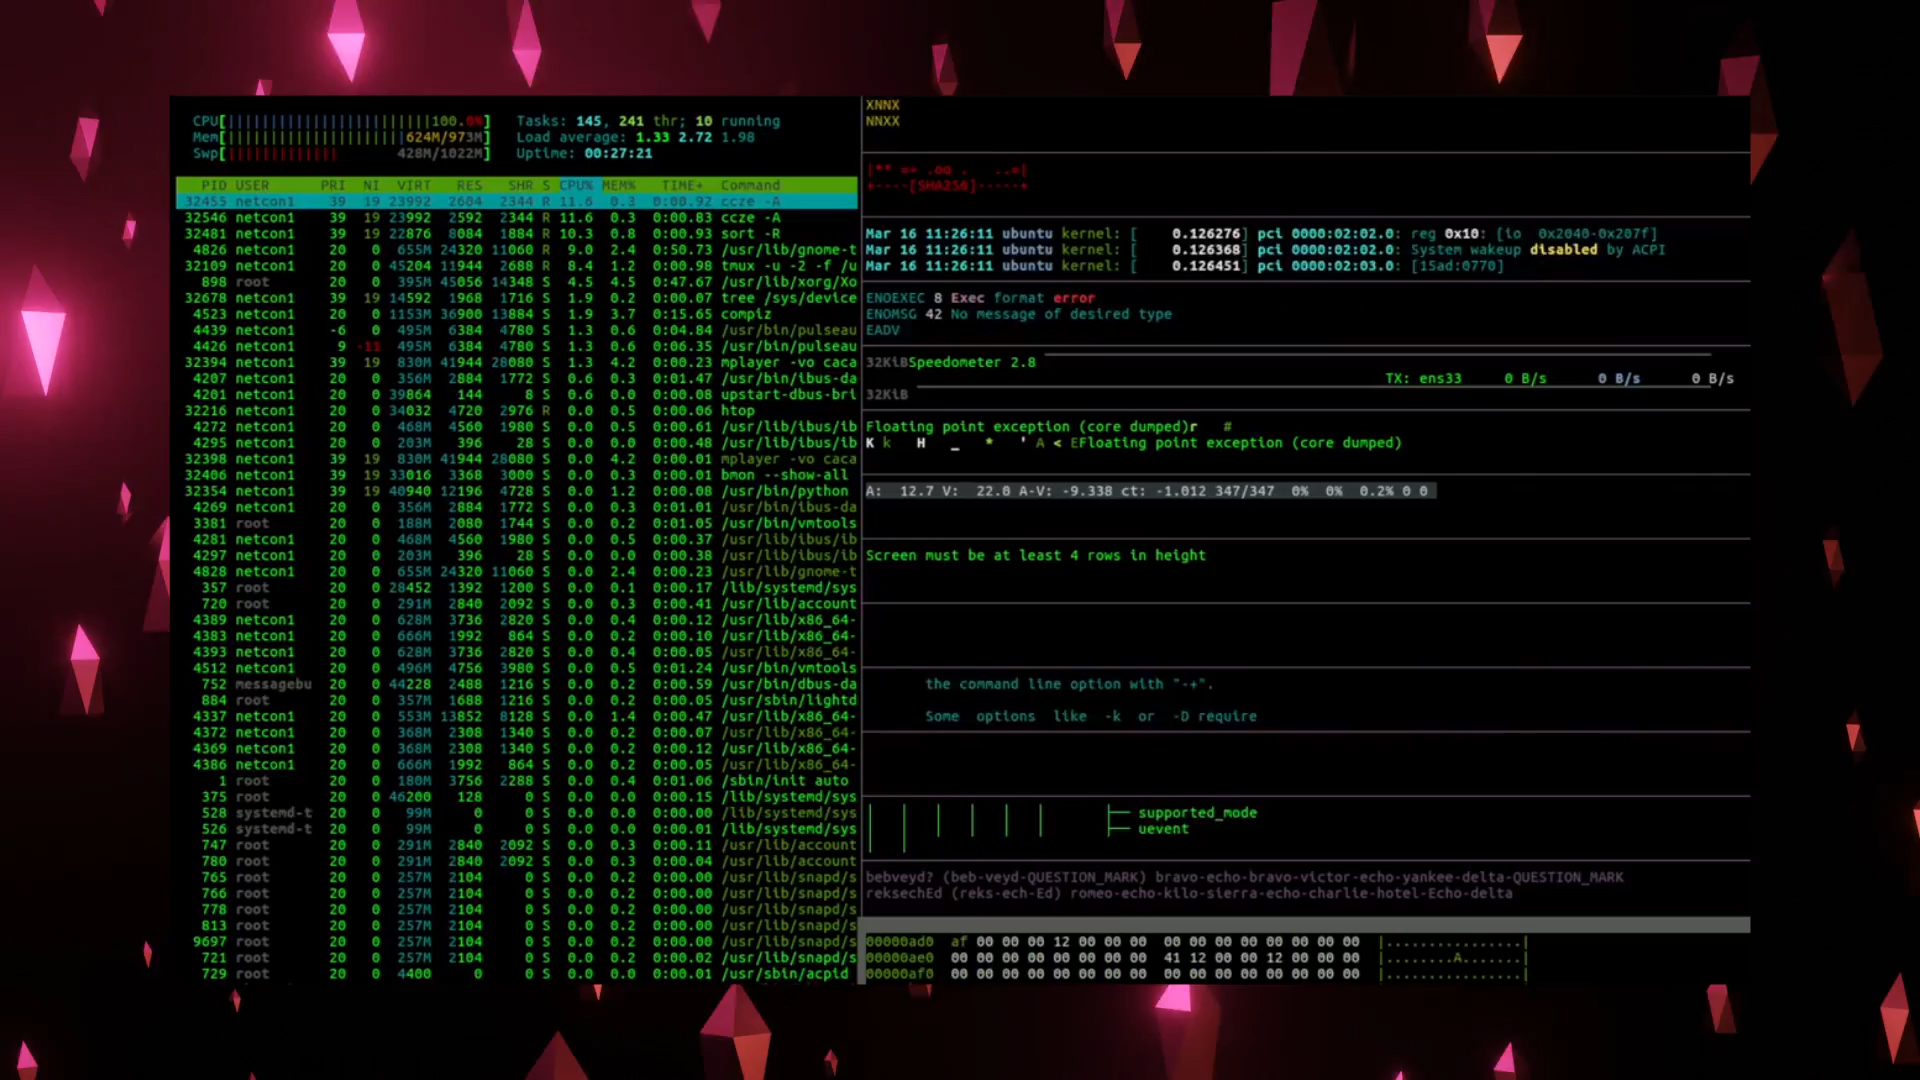 CPU[||||||||||||||||||||||||100.0%]
Mem[|||||||||||||||||||||624M/973M]
Swp[|||||||||||||    428M/1022M]
Tasks: 145, 241 thr; 10 running
Load average: 1.33 2.72 1.98
Uptime: 00:27:21
PID USER PRI NI VIRT RES SHR S CPU% MEM% TIME+ Command
32455 netcon1 39 19 23992 2604 2344 R 11.6 0.3 0:00.92 ccze -A
32546 netcon1 39 19 23992 2592 2344 R 11.6 0.3 0:00.83 ccze -A
32481 netcon1 39 19 22876 8084 1884 R 10.3 0.8 0:00.93 sort -R
4826 netcon1 20 0 655M 24320 11060 R 9.0 2.4 0:50.73 /usr/lib/gnome-t
32109 netcon1 20 0 45204 11944 2688 R 8.4 1.2 0:00.98 tmux -u -2 -f /u
898 root 20 0 395M 45056 14348 S 4.5 4.5 0:47.67 /usr/lib/xorg/Xo
32678 netcon1 39 19 14592 1968 1716 S 1.9 0.2 0:00.07 tree /sys/device
4523 netcon1 20 0 1153M 36900 13884 S 1.9 3.7 0:15.65 compiz
4439 netcon1 -6 0 495M 6384 4780 S 1.3 0.6 0:04.84 /usr/bin/pulseau
4426 netcon1 9 -11 495M 6384 4780 S 1.3 0.6 0:06.35 /usr/bin/pulseau
32394 netcon1 39 19 830M 41944 28080 S 1.3 4.2 0:00.23 mplayer -vo caca
4207 netcon1 20 0 356M 2884 1772 S 0.6 0.3 0:01.47 /usr/bin/ibus-da
4201 netcon1 20 0 39864 144 8 S 0.6 0.0 0:00.08 upstart-dbus-bri
32216 netcon1 20 0 34032 4720 2976 R 0.0 0.5 0:00.06 htop
4272 netcon1 20 0 468M 4560 1980 S 0.0 0.5 0:00.61 /usr/lib/ibus/ib
4295 netcon1 20 0 203M 396 28 S 0.0 0.0 0:00.48 /usr/lib/ibus/ib
32398 netcon1 39 19 830M 41944 28080 S 0.0 4.2 0:00.01 mplayer -vo caca
32406 netcon1 39 19 33016 3368 3000 S 0.0 0.3 0:00.01 bmon --show-all
32354 netcon1 39 19 40940 12196 4728 S 0.0 1.2 0:00.08 /usr/bin/python
4269 netcon1 20 0 356M 2884 1772 S 0.0 0.3 0:01.01 /usr/bin/ibus-da
3381 root 20 0 188M 2080 1744 S 0.0 0.2 0:01.05 /usr/bin/vmtools
4281 netcon1 20 0 468M 4560 1980 S 0.0 0.5 0:00.37 /usr/lib/ibus/ib
4297 netcon1 20 0 203M 396 28 S 0.0 0.0 0:00.38 /usr/lib/ibus/ib
4828 netcon1 20 0 655M 24320 11060 S 0.0 2.4 0:00.23 /usr/lib/gnome-t
357 root 20 0 28452 1392 1200 S 0.0 0.1 0:00.17 /lib/systemd/sys
720 root 20 0 291M 2840 2092 S 0.0 0.3 0:00.41 /usr/lib/account
4389 netcon1 20 0 628M 3736 2820 S 0.0 0.4 0:00.12 /usr/lib/x86_64-
4383 netcon1 20 0 666M 1992 864 S 0.0 0.2 0:00.10 /usr/lib/x86_64-
4393 netcon1 20 0 628M 3736 2820 S 0.0 0.4 0:00.05 /usr/lib/x86_64-
4512 netcon1 20 0 496M 4756 3980 S 0.0 0.5 0:01.24 /usr/bin/vmtools
752 messagebu 20 0 44228 2488 1216 S 0.0 0.2 0:00.59 /usr/bin/dbus-da
884 root 20 0 357M 1688 1216 S 0.0 0.2 0:00.05 /usr/sbin/lightd
4337 netcon1 20 0 553M 13852 8128 S 0.0 1.4 0:00.47 /usr/lib/x86_64-
4372 netcon1 20 0 368M 2308 1340 S 0.0 0.2 0:00.07 /usr/lib/x86_64-
4369 netcon1 20 0 368M 2308 1340 S 0.0 0.2 0:00.12 /usr/lib/x86_64-
4386 netcon1 20 0 666M 1992 864 S 0.0 0.2 0:00.05 /usr/lib/x86_64-
1 root 20 0 180M 3756 2288 S 0.0 0.4 0:01.06 /sbin/init auto
375 root 20 0 46200 128 0 S 0.0 0.0 0:00.15 /lib/systemd/sys
528 systemd-t 20 0 99M 0 0 S 0.0 0.0 0:00.00 /lib/systemd/sys
526 systemd-t 20 0 99M 0 0 S 0.0 0.0 0:00.01 /lib/systemd/sys
747 root 20 0 291M 2840 2092 S 0.0 0.3 0:00.11 /usr/lib/account
780 root 20 0 291M 2840 2092 S 0.0 0.3 0:00.04 /usr/lib/account
765 root 20 0 257M 2104 0 S 0.0 0.2 0:00.00 /usr/lib/snapd/s
766 root 20 0 257M 2104 0 S 0.0 0.2 0:00.00 /usr/lib/snapd/s
778 root 20 0 257M 2104 0 S 0.0 0.2 0:00.00 /usr/lib/snapd/s
813 root 20 0 257M 2104 0 S 0.0 0.2 0:00.00 /usr/lib/snapd/s
9697 root 20 0 257M 2104 0 S 0.0 0.2 0:00.00 /usr/lib/snapd/s
721 root 20 0 257M 2104 0 S 0.0 0.2 0:00.02 /usr/lib/snapd/s
729 root 20 0 4400 0 0 S 0.0 0.0 0:00.01 /usr/sbin/acpid
XNNX
NNXX
|** =+ .oo .  ..=|
+----[SHA256]-----+
Mar 16 11:26:11 ubuntu kernel: [    0.126276] pci 0000:02:02.0: reg 0x10: [io  0x2040-0x207f]
Mar 16 11:26:11 ubuntu kernel: [    0.126368] pci 0000:02:02.0: System wakeup disabled by ACPI
Mar 16 11:26:11 ubuntu kernel: [    0.126451] pci 0000:02:03.0: [15ad:0770]
ENOEXEC 8 Exec format error
ENOMSG 42 No message of desired type
EADV
32KiB Speedometer 2.8
TX: ens33 0 B/s 0 B/s 0 B/s
32KiB
Floating point exception (core dumped)r   #
K k   H   _   *   ' A < EFloating point exception (core dumped)
A:  12.7 V:  22.0 A-V: -9.338 ct: -1.012 347/347  0%  0%  0.2% 0 0
Screen must be at least 4 rows in height
the command line option with "-+".
Some options like -k or -D require
├── supported_mode
├── uevent
bebveyd? (beb-veyd-QUESTION_MARK) bravo-echo-bravo-victor-echo-yankee-delta-QUESTION_MARK
reksechEd (reks-ech-Ed) romeo-echo-kilo-sierra-echo-charlie-hotel-Echo-delta
00000ad0  af 00 00 00 12 00 00 00  00 00 00 00 00 00 00 00  |................|
00000ae0  00 00 00 00 00 00 00 00  41 12 00 00 12 00 00 00  |........A.......|
00000af0  00 00 00 00 00 00 00 00  00 00 00 00 00 00 00 00  |................|